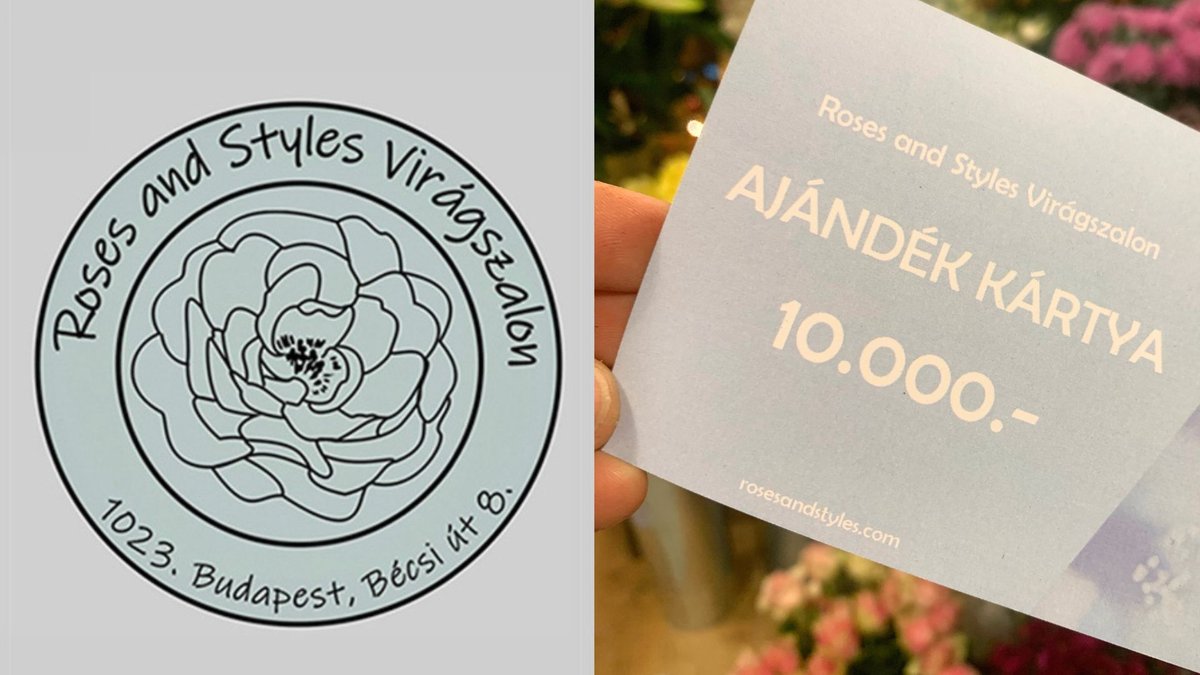 Roses and Styles Virágszalon
1023. Budapest, Bécsi út 8.
Roses and Styles Virágszalon
AJÁNDÉK KÁRTYA
10.000.-
rosesandstyles.com